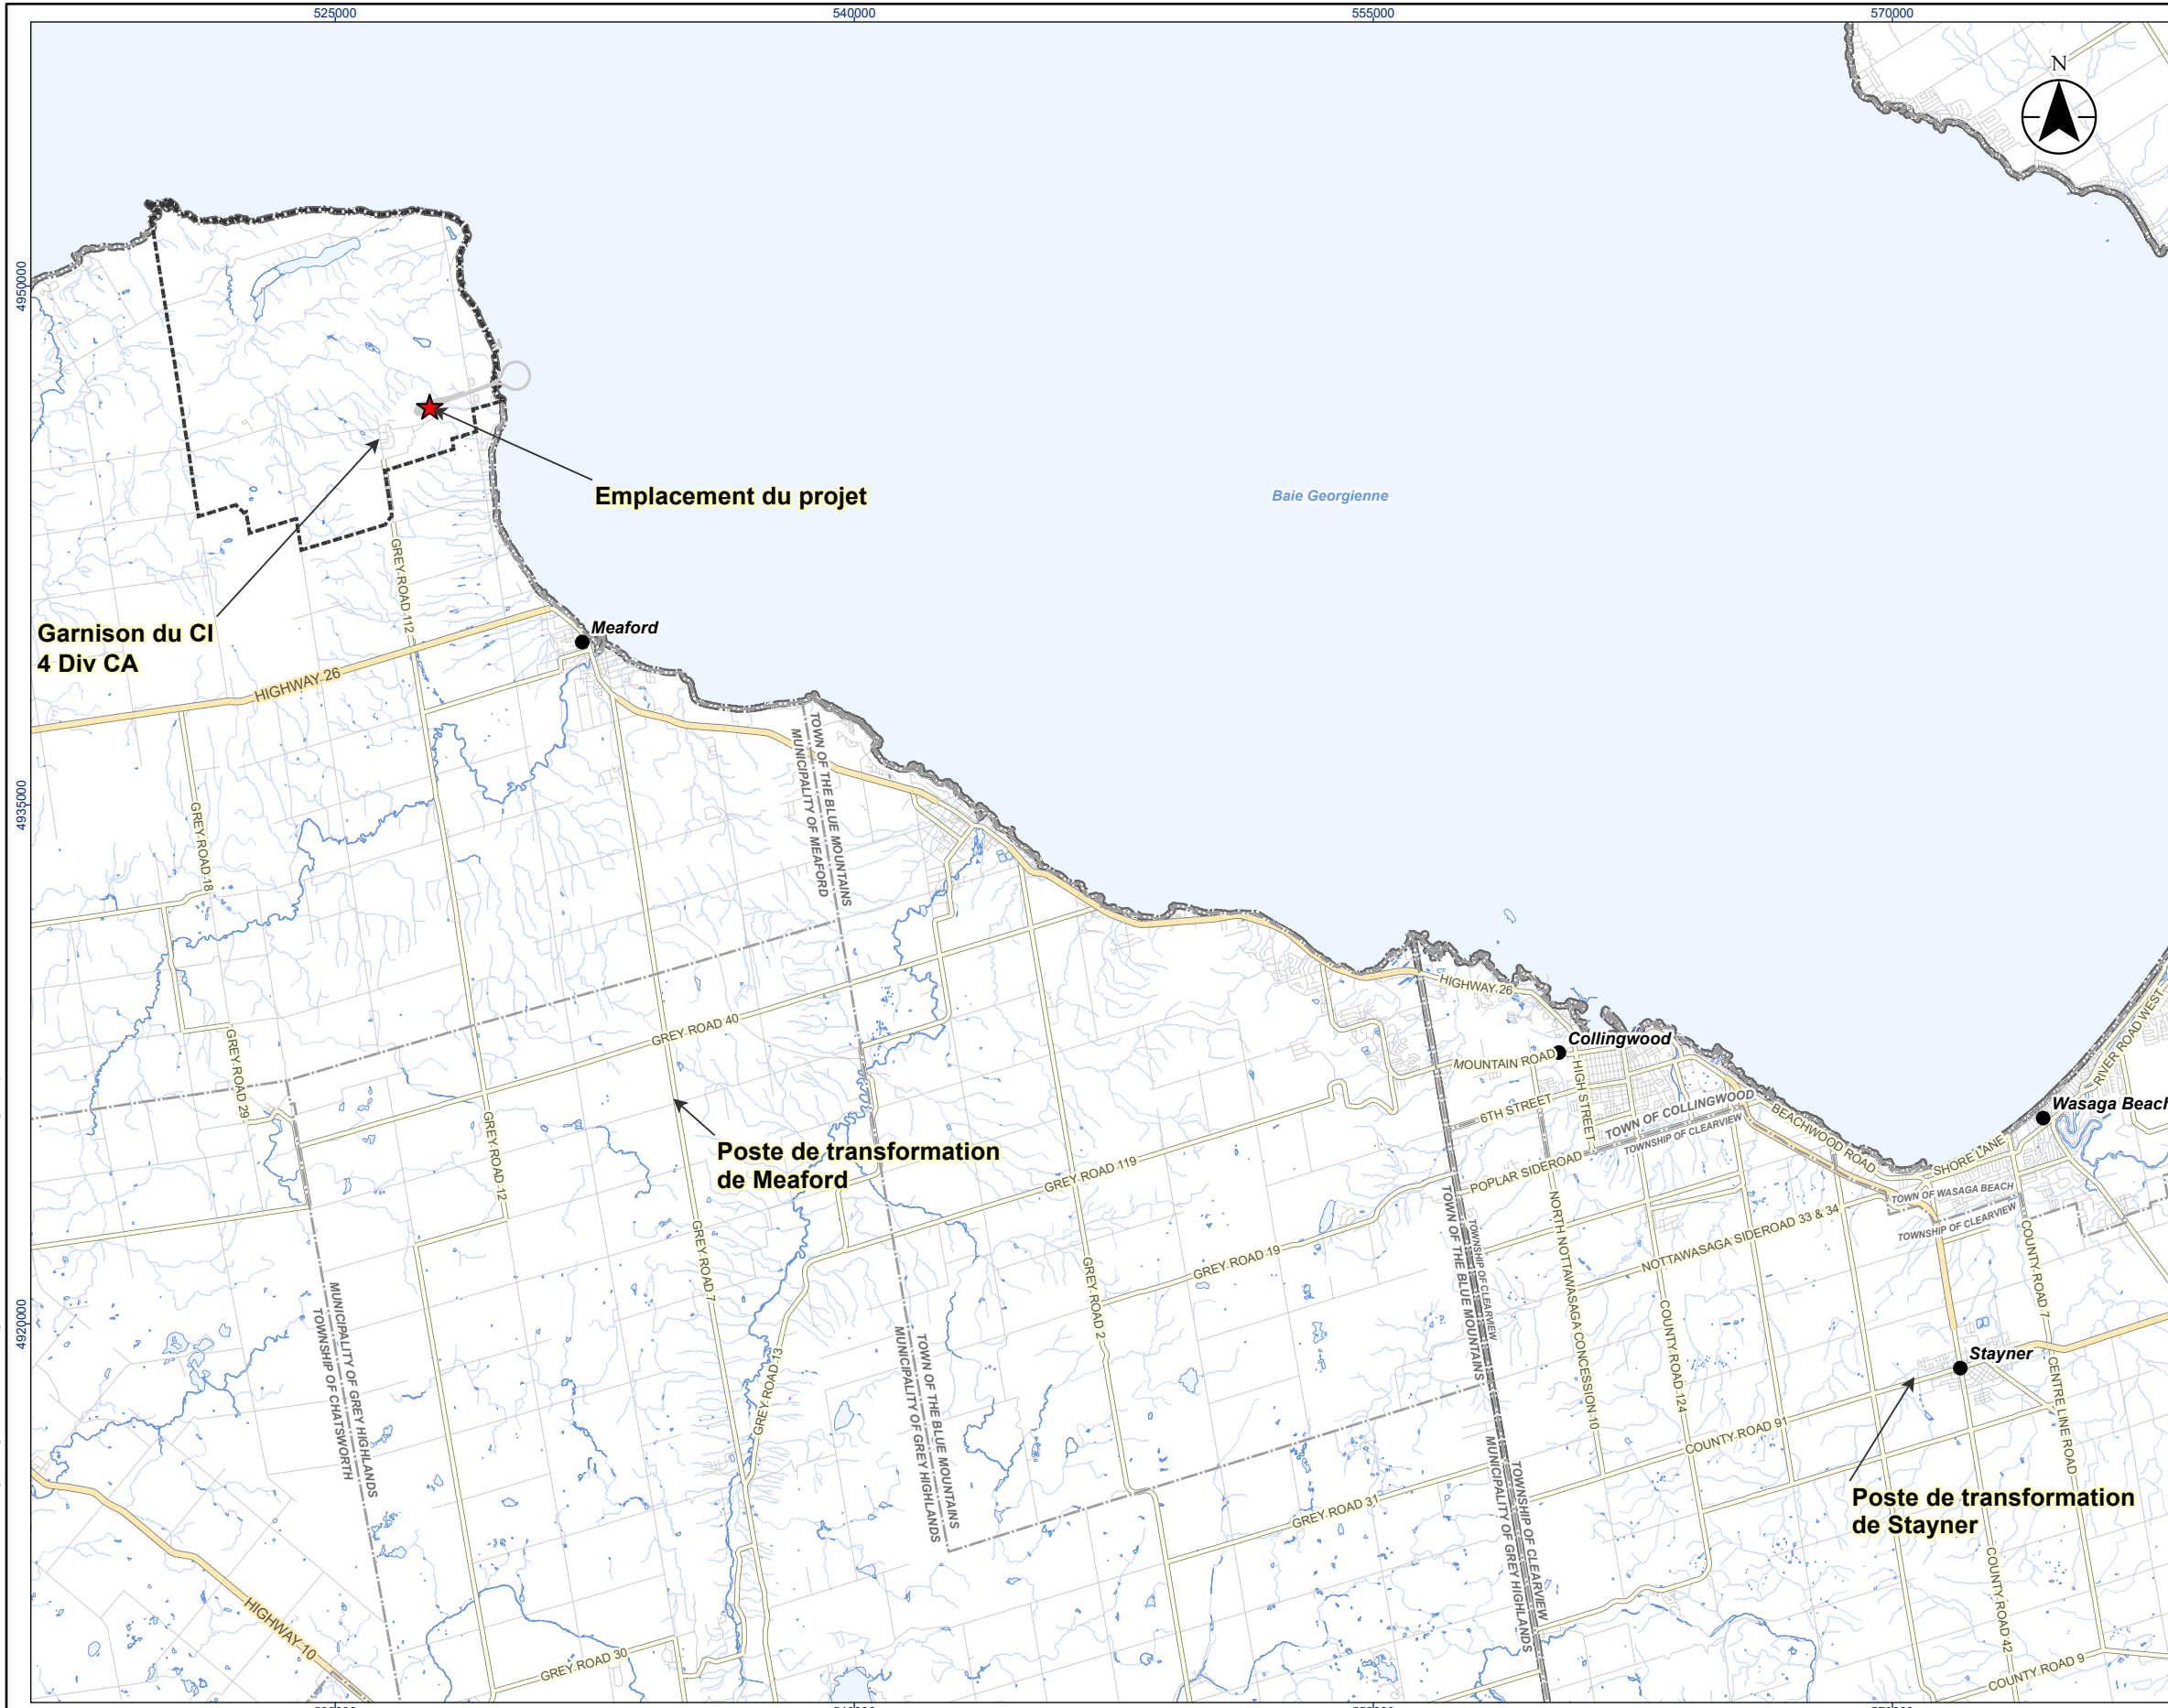 525000
540000
555000
570000
N
4950000
Baie Georgienne
Emplacement du projet
GREY ROAD 112
Garnison du CI
4 Div CA
Meaford
HIGHWAY 26
TOWN OF THE BLUE MOUNTAINS
MUNICIPALITY OF MEAFORD
4935000
GREY ROAD 18
HIGHWAY 26
RIVER ROAD WEST
GREY ROAD 40
GREY ROAD 29
Collingwood
MOUNTAIN ROAD
HIGH STREET
6TH STREET
TOWN OF COLLINGWOOD
TOWNSHIP OF CLEARVIEW
BEACHWOOD ROAD
Wasaga Beach
GREY ROAD 12
Poste de transformation
de Meaford
GREY ROAD 119
POPLAR SIDEROAD
SHORE LANE
TOWN OF WASAGA BEACH
TOWNSHIP OF CLEARVIEW
GREY ROAD 7
GREY ROAD 19
GREY ROAD 2
TOWNSHIP OF CLEARVIEW
TOWN OF THE BLUE MOUNTAINS
NORTH NOTTAWASAGA CONCESSION 10
NOTTAWASAGA SIDEROAD 33 & 34
COUNTY ROAD 7
4920000
MUNICIPALITY OF GREY HIGHLANDS
TOWNSHIP OF CHATSWORTH
GREY ROAD 13
TOWN OF THE BLUE MOUNTAINS
MUNICIPALITY OF GREY HIGHLANDS
COUNTY ROAD 124
Stayner
CENTRE LINE ROAD
COUNTY ROAD 91
GREY ROAD 31
TOWNSHIP OF CLEARVIEW
MUNICIPALITY OF GREY HIGHLANDS
Poste de transformation
de Stayner
COUNTY ROAD 42
HIGHWAY 10
GREY ROAD 30
COUNTY ROAD 9